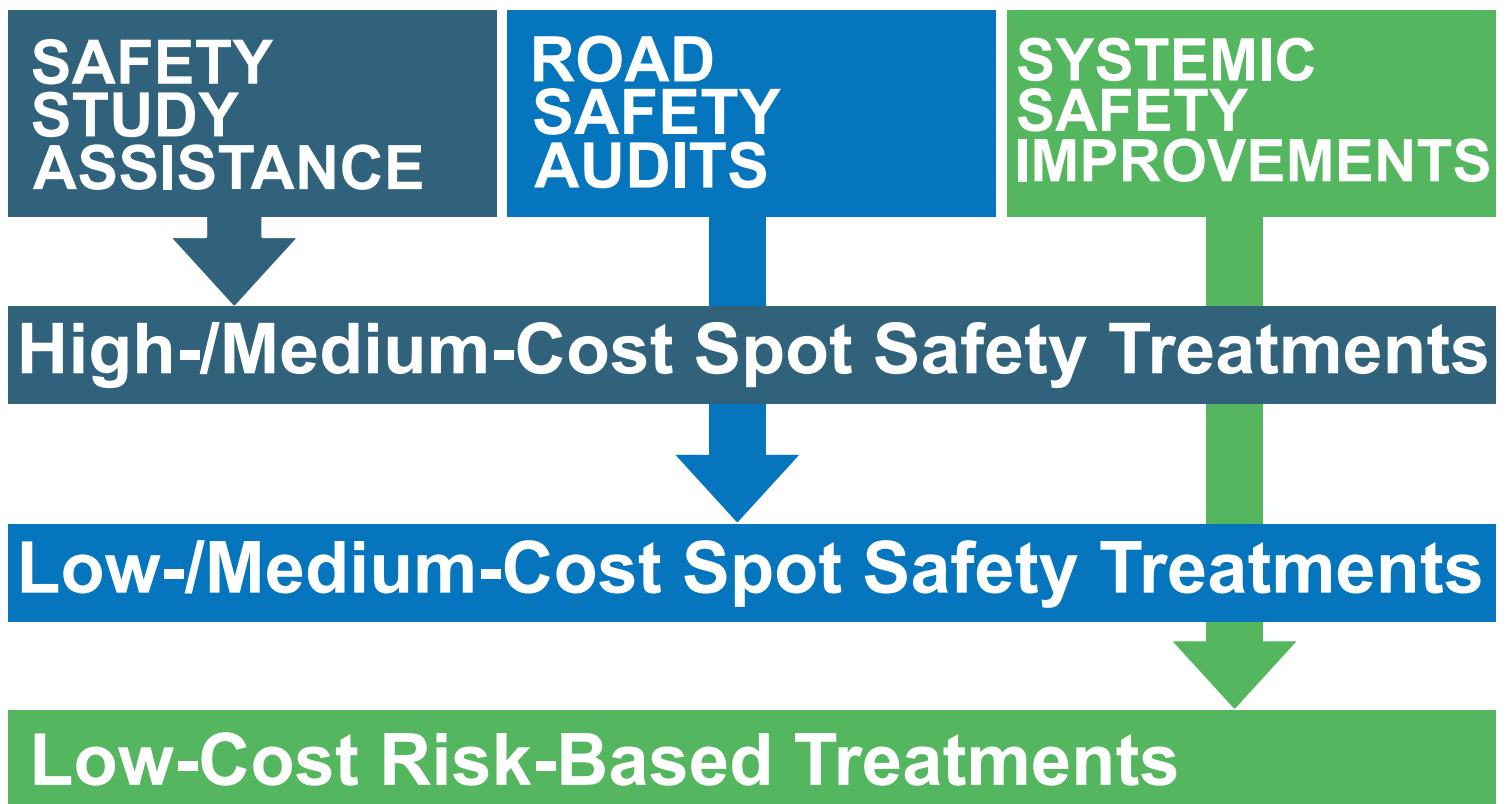 SAFETY
STUDY
ASSISTANCE
ROAD
SAFETY
AUDITS
SYSTEMIC
SAFETY
IMPROVEMENTS
High-/Medium-Cost Spot Safety Treatments
Low-/Medium-Cost Spot Safety Treatments
Low-Cost Risk-Based Treatments